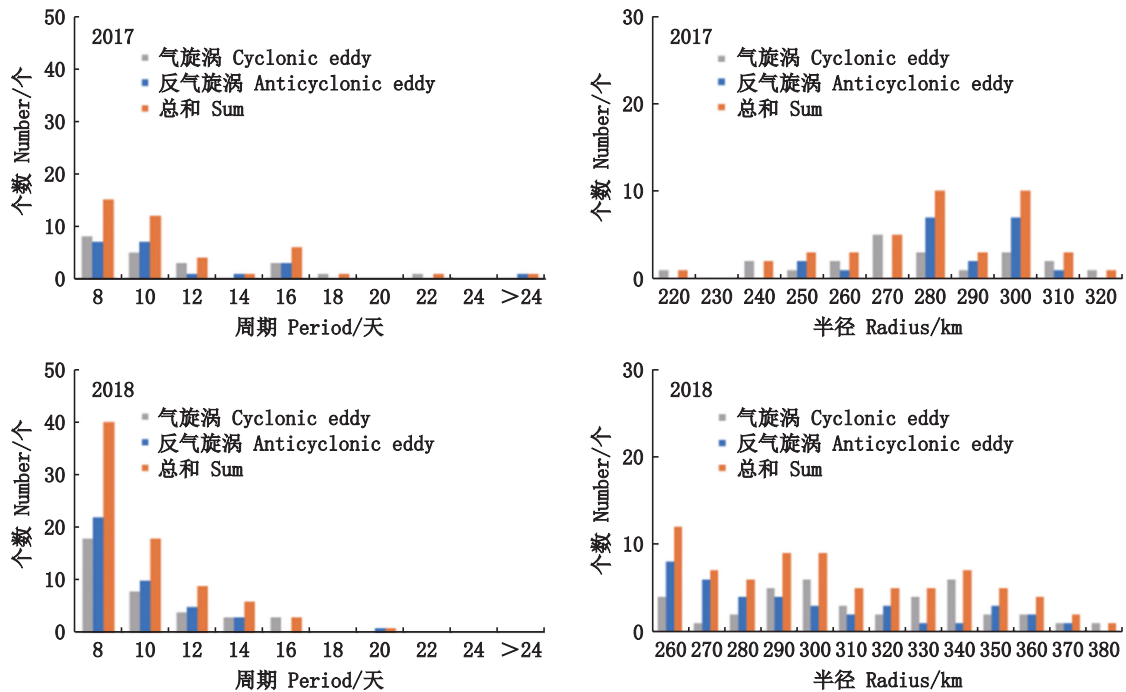 50
40
30
20
10
0
个数 Number/个
2017
气旋涡 Cyclonic eddy
反气旋涡 Anticyclonic eddy
总和 Sum
8 10 12 14 16 18 20 22 24 >24
周期 Period/天
30
20
10
0
个数 Number/个
2017
气旋涡 Cyclonic eddy
反气旋涡 Anticyclonic eddy
总和 Sum
220 230 240 250 260 270 280 290 300 310 320
半径 Radius/km
50
40
30
20
10
0
个数 Number/个
2018
气旋涡 Cyclonic eddy
反气旋涡 Anticyclonic eddy
总和 Sum
8 10 12 14 16 18 20 22 24 >24
周期 Period/天
30
20
10
0
个数 Number/个
2018
气旋涡 Cyclonic eddy
反气旋涡 Anticyclonic eddy
总和 Sum
260 270 280 290 300 310 320 330 340 350 360 370 380
半径 Radius/km